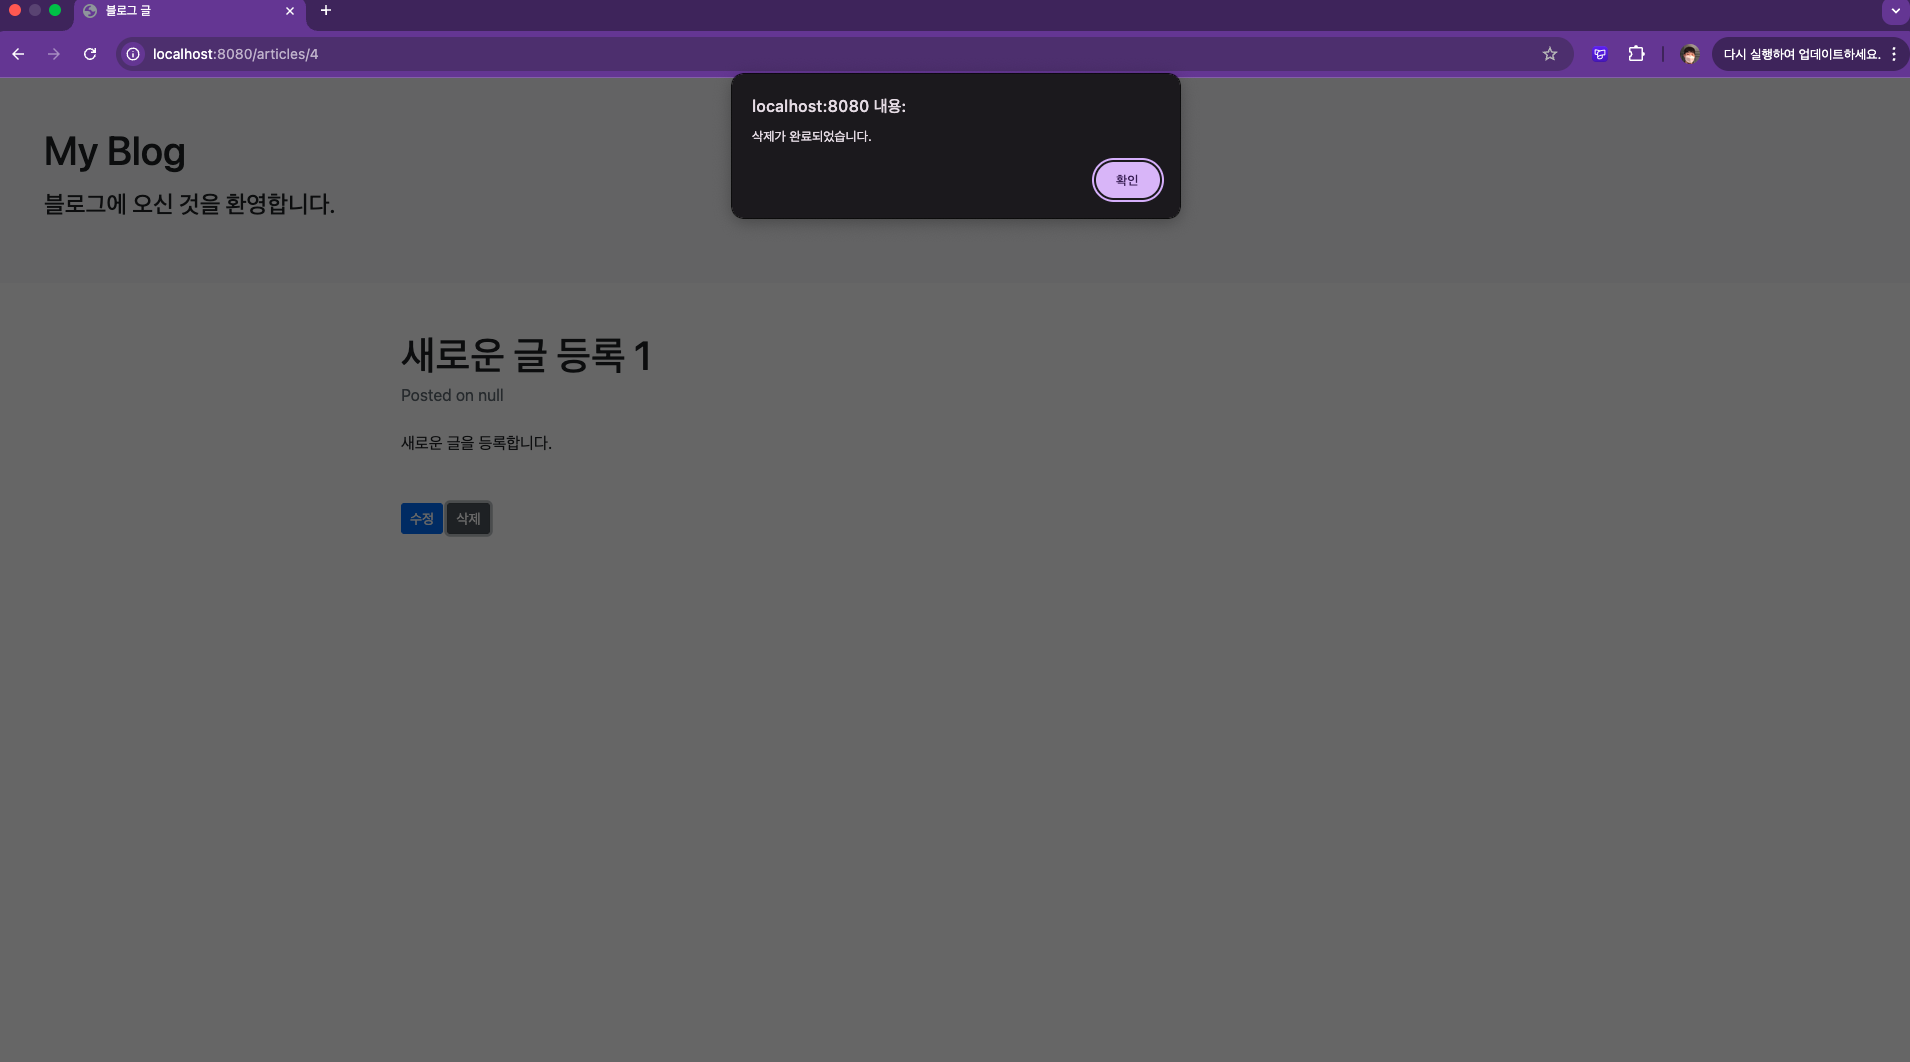 블로그 글
localhost:8080/articles/4
다시 실행하여 업데이트하세요.
localhost:8080 내용:
삭제가 완료되었습니다.
확인
My Blog
블로그에 오신 것을 환영합니다.
새로운 글 등록 1
Posted on null
새로운 글을 등록합니다.
수정 삭제